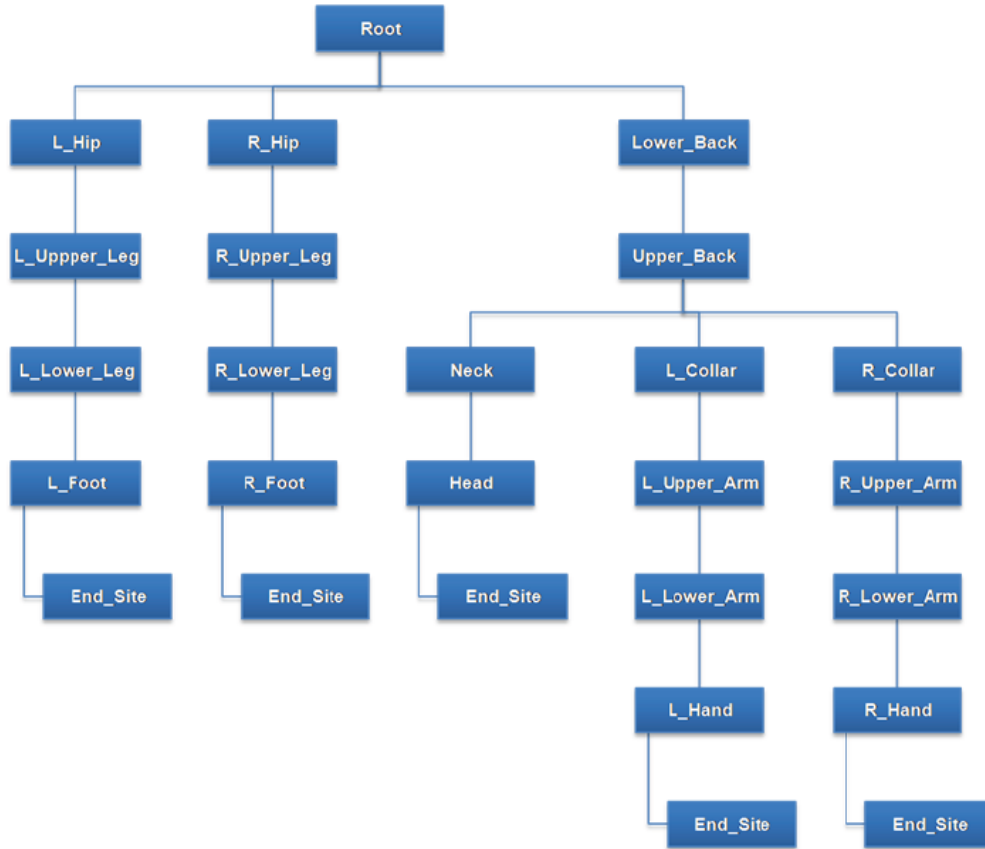 Root
L_Hip
R_Hip
Lower_Back
L_Uppper_Leg
R_Upper_Leg
Upper_Back
L_Lower_Leg
R_Lower_Leg
Neck
L_Collar
R_Collar
L_Foot
R_Foot
Head
L_Upper_Arm
R_Upper_Arm
End_Site
End_Site
End_Site
L_Lower_Arm
R_Lower_Arm
L_Hand
R_Hand
End_Site
End_Site